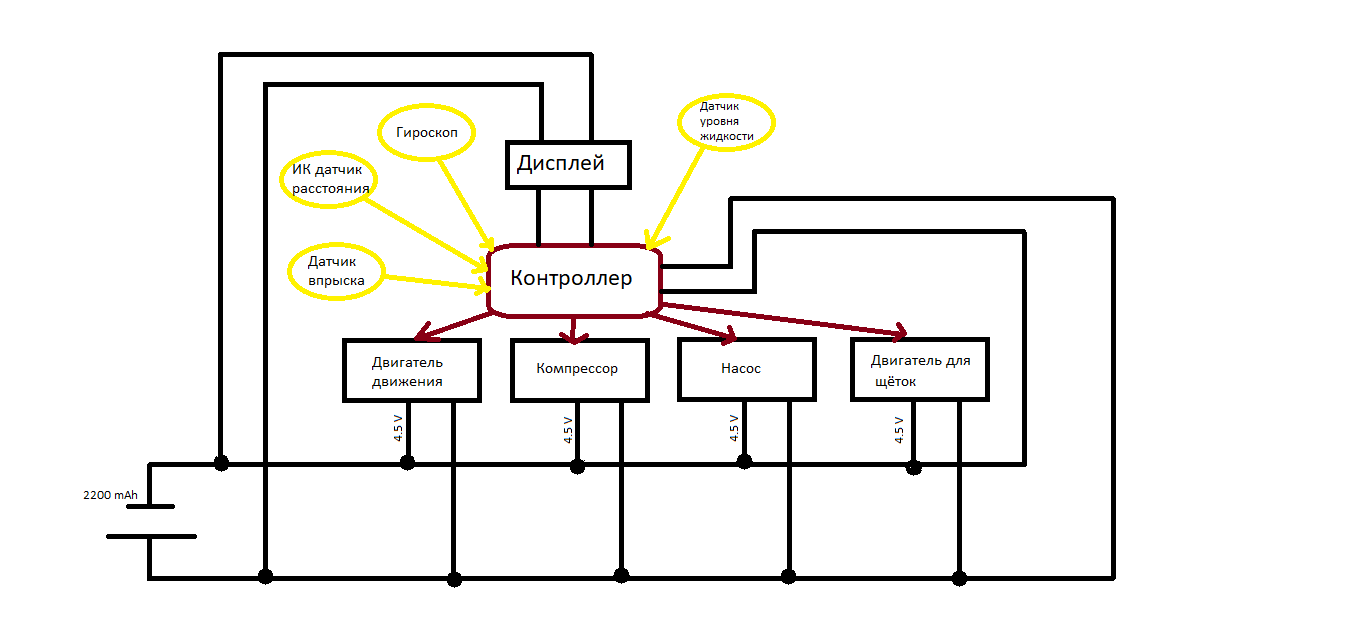 Датчик
уровня
жидкости
Гироскоп
Дисплей
ИК датчик
расстояния
Датчик
впрыска
Контроллер
Двигатель
движения
Компрессор
Насос
Двигатель для
щёток
4.5 V
4.5 V
4.5 V
4.5 V
2200 mAh